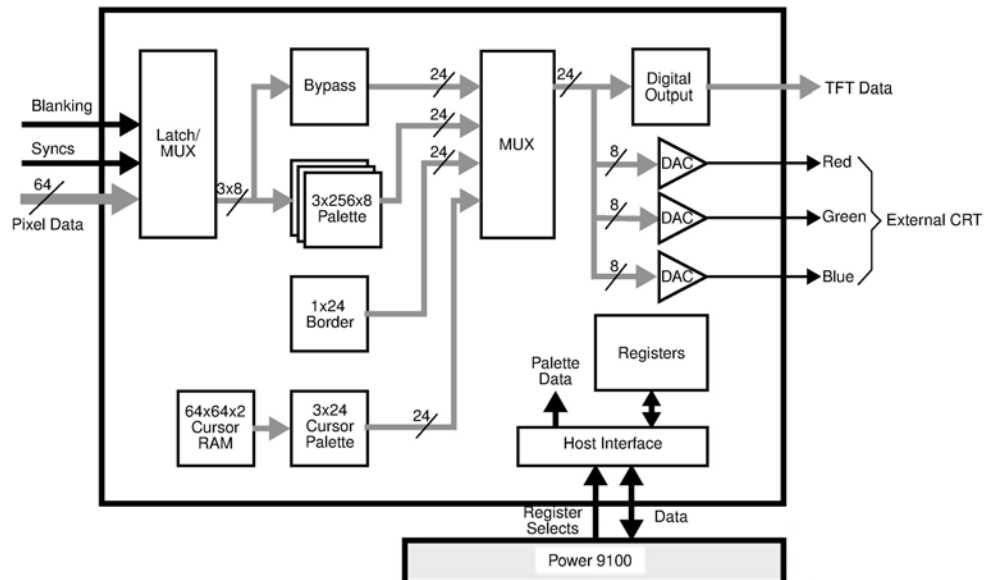 Blanking
Syncs
64
Pixel Data
Latch/
MUX
3x8
Bypass
3x256x8
Palette
1x24
Border
64x64x2
Cursor
RAM
3x24
Cursor
Palette
24
24
24
24
MUX
24
Digital
Output
TFT Data
8
DAC
Red
8
DAC
Green
8
DAC
Blue
External CRT
Registers
Palette
Data
Host Interface
Register
Selects
Data
Power 9100